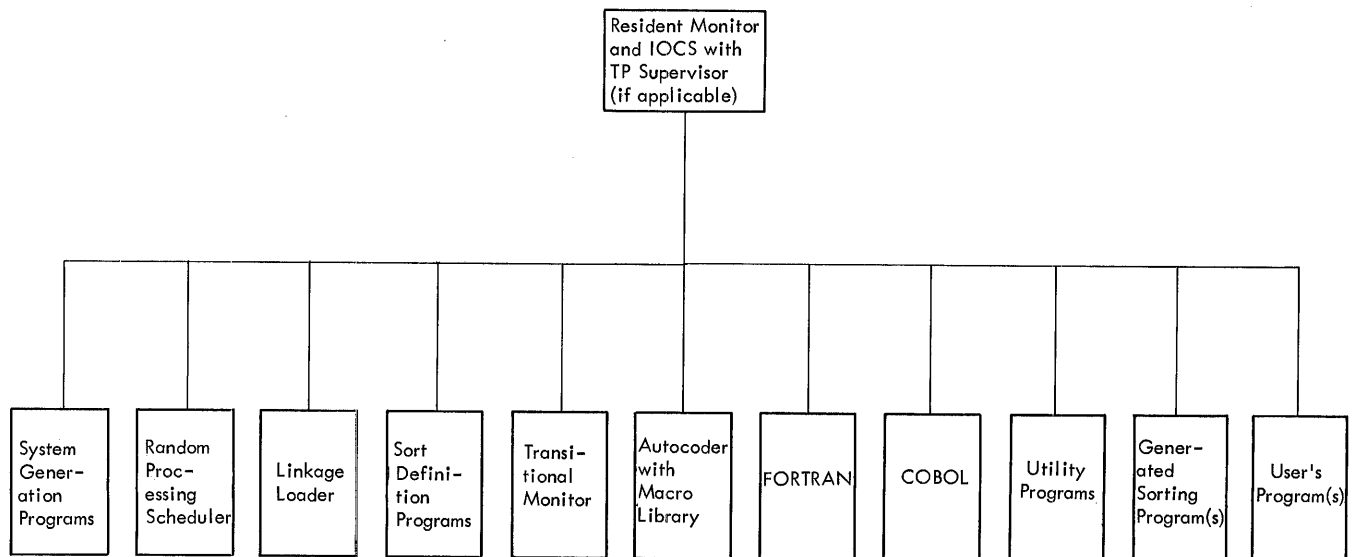 Resident Monitor
and IOCS with
TP Supervisor
(if applicable)
System
Gener-
ation
Programs
Random
Proc-
essing
Scheduler
Linkage
Loader
Sort
Defini-
tion
Programs
Transi-
tional
Monitor
Autocoder
with
Macro
Library
FORTRAN
COBOL
Utility
Programs
Gener-
ated
Sorting
Program(s)
User's
Program(s)